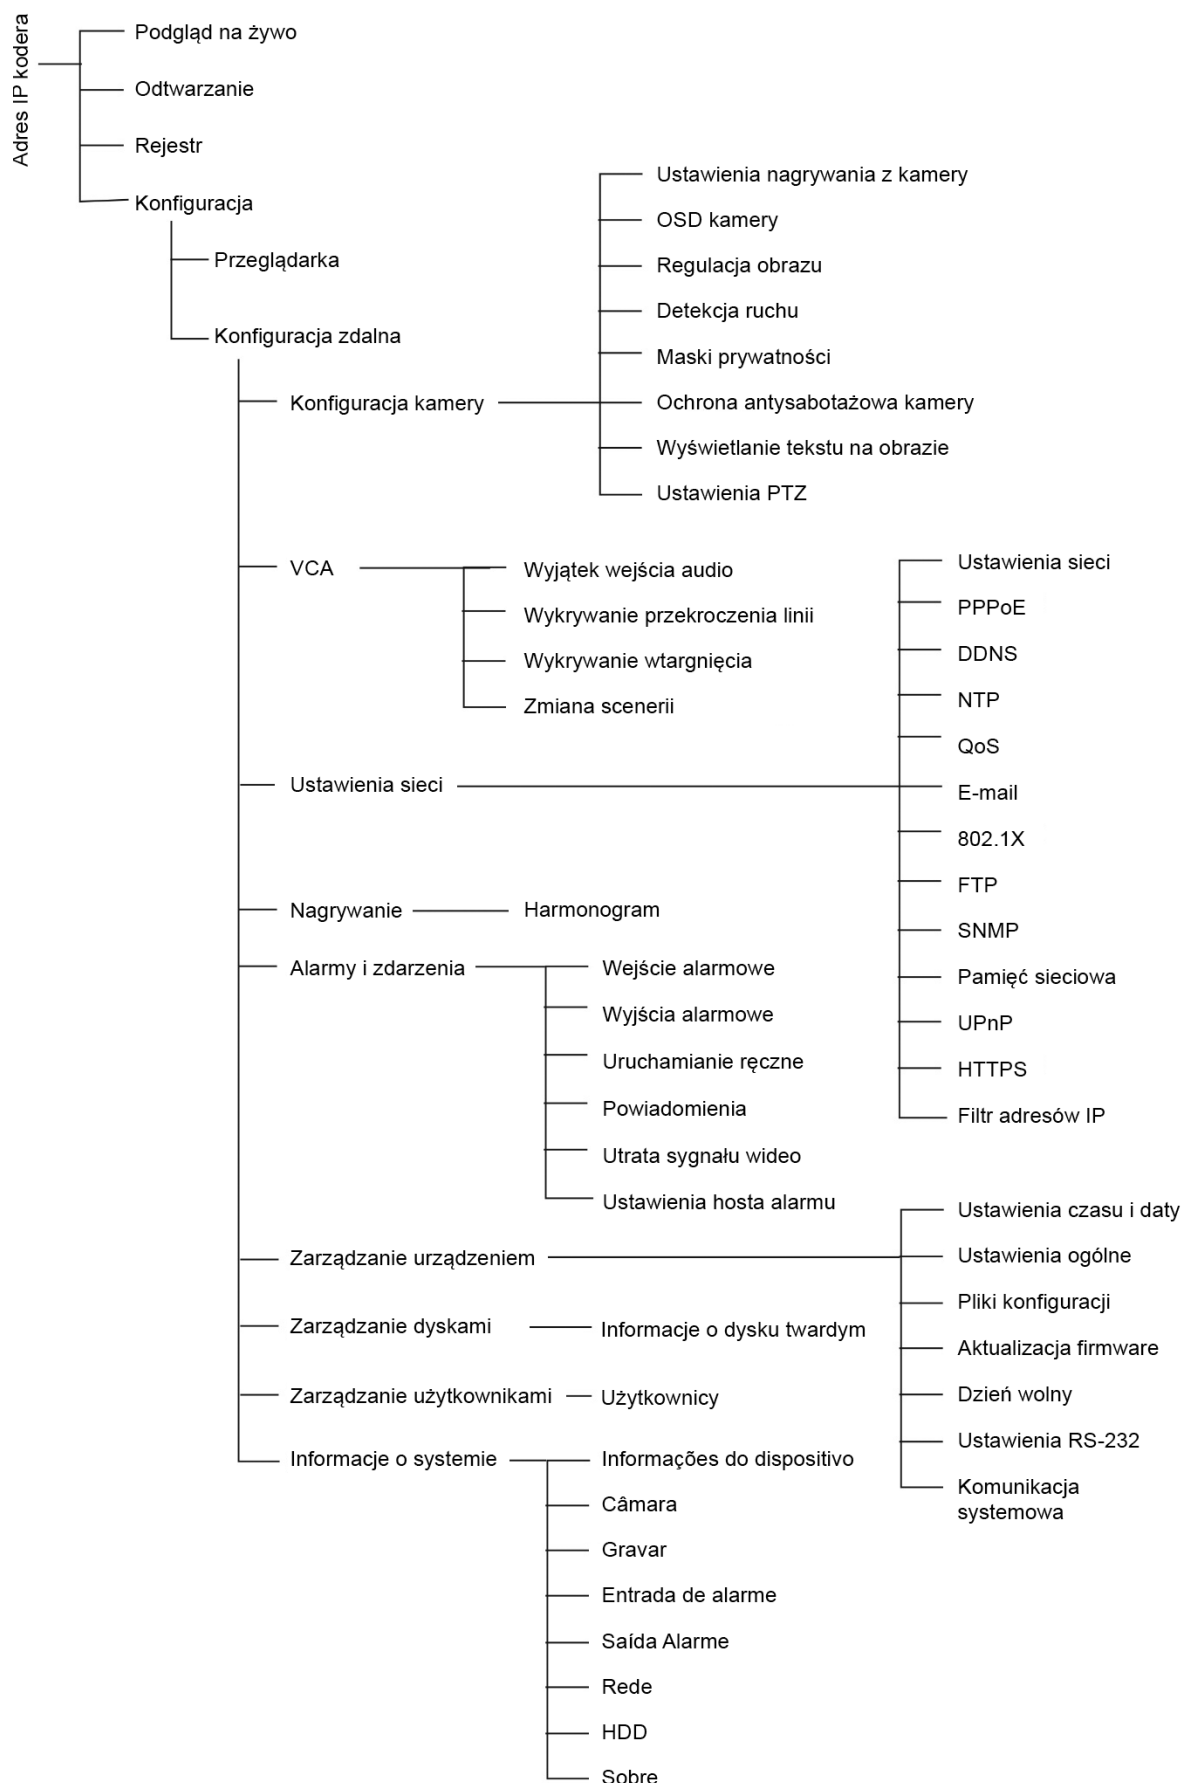 Adres IP kodera
Podgląd na żywo
Odtwarzanie
Rejestr
Konfiguracja
Przeglądarka
Konfiguracja zdalna
Konfiguracja kamery
Ustawienia nagrywania z kamery
OSD kamery
Regulacja obrazu
Detekcja ruchu
Maski prywatności
Ochrona antysabotażowa kamery
Wyświetlanie tekstu na obrazie
Ustawienia PTZ
VCA
Wyjątek wejścia audio
Wykrywanie przekroczenia linii
Wykrywanie wtargnięcia
Zmiana scenerii
Ustawienia sieci
Ustawienia sieci
PPPoE
DDNS
NTP
QoS
E-mail
802.1X
FTP
SNMP
Pamięć sieciowa
UPnP
HTTPS
Filtr adresów IP
Nagrywanie
Harmonogram
Alarmy i zdarzenia
Wejście alarmowe
Wyjścia alarmowe
Uruchamianie ręczne
Powiadomienia
Utrata sygnału wideo
Ustawienia hosta alarmu
Zarządzanie urządzeniem
Ustawienia czasu i daty
Ustawienia ogólne
Pliki konfiguracji
Aktualizacja firmware
Dzień wolny
Ustawienia RS-232
Komunikacja
systemowa
Zarządzanie dyskami
Informacje o dysku twardym
Zarządzanie użytkownikami
Użytkownicy
Informacje o systemie
Informações do dispositivo
Câmara
Gravar
Entrada de alarme
Saída Alarme
Rede
HDD
Sobre